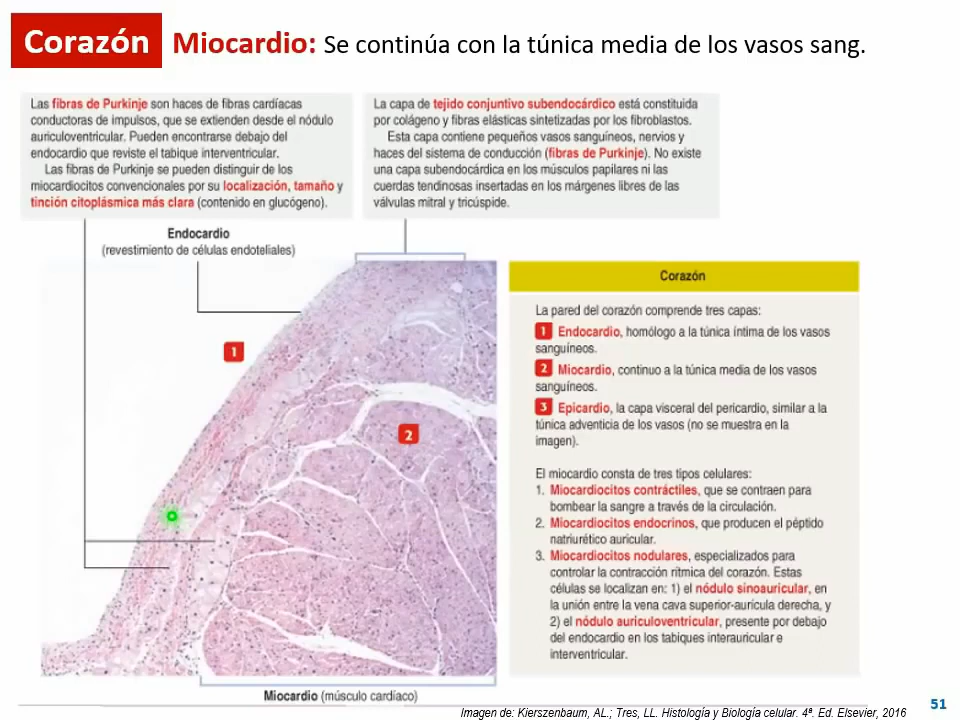 Corazón
Miocardio: Se continúa con la túnica media de los vasos sang.
Las fibras de Purkinje son haces de fibras cardíacas
conductoras de impulsos, que se extienden desde el nódulo
auriculoventricular. Pueden encontrarse debajo del
endocardio que reviste el tabique interventricular.
Las fibras de Purkinje se pueden distinguir de los
miocardiocitos convencionales por su localización, tamaño y
tinción citoplásmica más clara (contenido en glucógeno).
La capa de tejido conjuntivo subendocárdico está constituida
por colágeno y fibras elásticas sintetizadas por los fibroblastos.
Esta capa contiene pequeños vasos sanguíneos, nervios y
haces del sistema de conducción (fibras de Purkinje). No existe
una capa subendocárdica en los músculos papilares ni las
cuerdas tendinosas insertadas en los márgenes libres de las
válvulas mitral y tricúspide.
Endocardio
(revestimiento de células endoteliales)
1
2
Miocardio (músculo cardíaco)
Corazón
La pared del corazón comprende tres capas:
1 Endocardio, homólogo a la túnica íntima de los vasos
sanguíneos.
2 Miocardio, continuo a la túnica media de los vasos
sanguíneos.
3 Epicardio, la capa visceral del pericardio, similar a la
túnica adventicia de los vasos (no se muestra en la
imagen).
El miocardio consta de tres tipos celulares:
1. Miocardiocitos contráctiles, que se contraen para
bombear la sangre a través de la circulación.
2. Miocardiocitos endocrinos, que producen el péptido
natriurético auricular.
3. Miocardiocitos nodulares, especializados para
controlar la contracción rítmica del corazón. Estas
células se localizan en: 1) el nódulo sinoauricular, en
la unión entre la vena cava superior-aurícula derecha, y
2) el nódulo auriculoventricular, presente por debajo
del endocardio en los tabiques interauricular e
interventricular.
51
Imagen de: Kierszenbaum, AL.; Tres, LL. Histología y Biología celular. 4ª. Ed. Elsevier, 2016